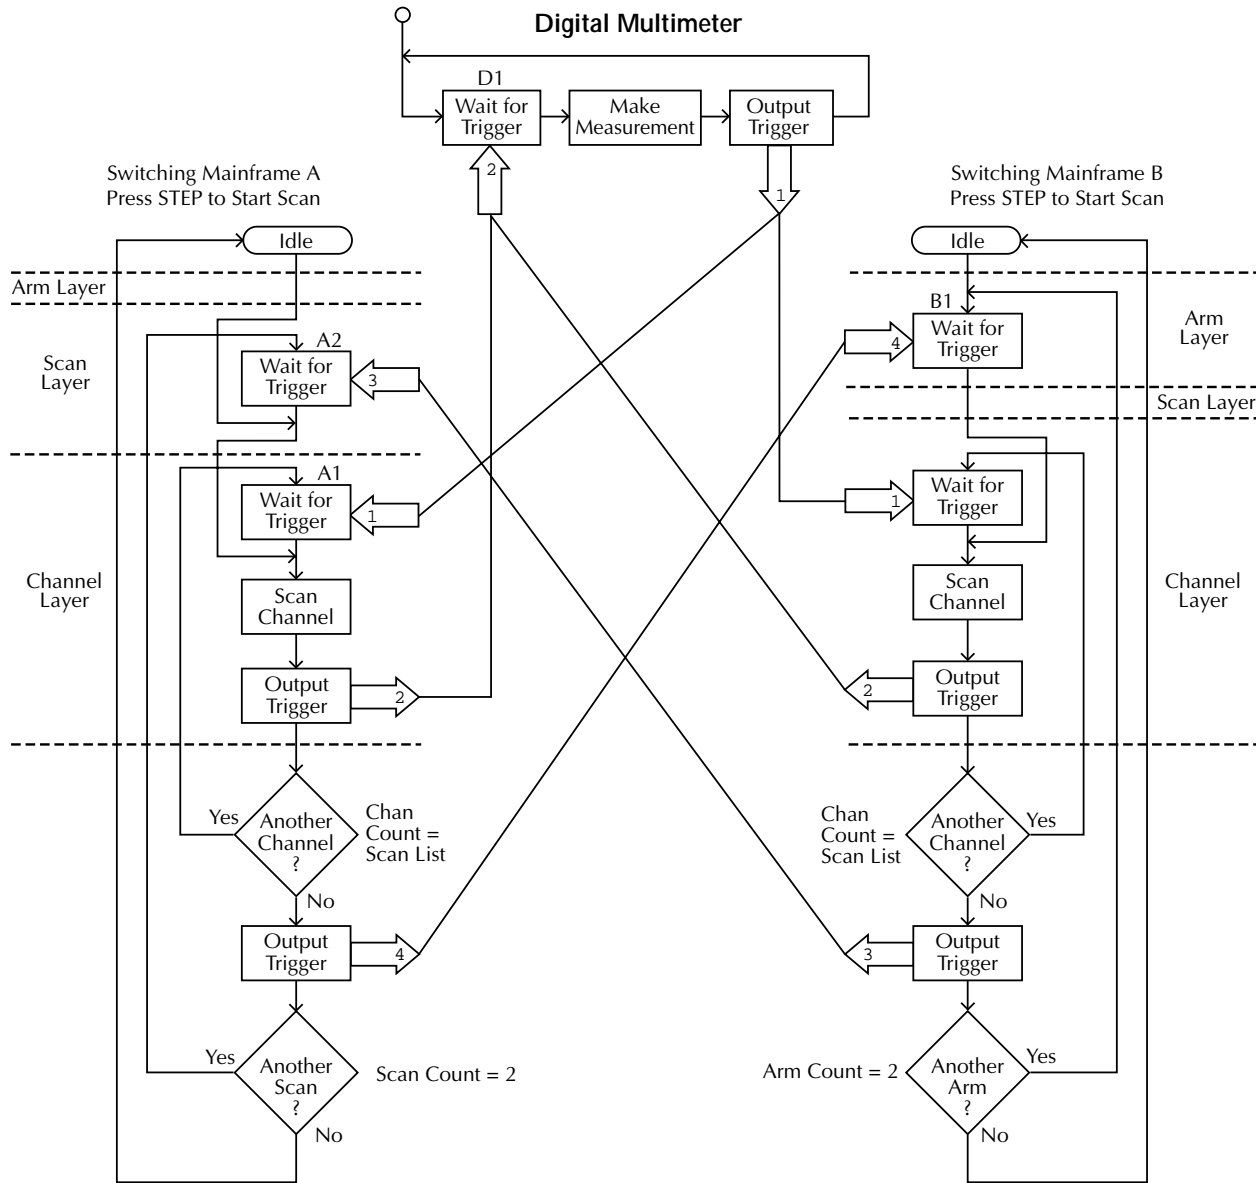 Digital Multimeter
D1
Wait for
Trigger
Make
Measurement
Output
Trigger
2
1
Switching Mainframe A
Press STEP to Start Scan
Idle
Arm Layer
Scan
Layer
A2
Wait for
Trigger
3
A1
Wait for
Trigger
1
Channel
Layer
Scan
Channel
Output
Trigger
2
Yes
Another
Channel
?
Chan
Count =
Scan List
No
Output
Trigger
4
Yes
Another
Scan
?
Scan Count = 2
No
Switching Mainframe B
Press STEP to Start Scan
Idle
B1
Wait for
Trigger
4
Arm
Layer
Scan Layer
Wait for
Trigger
1
Scan
Channel
Channel
Layer
Output
Trigger
2
Chan
Count =
Scan List
Another
Channel
?
Yes
No
Output
Trigger
3
Arm Count = 2
Another
Arm
?
Yes
No